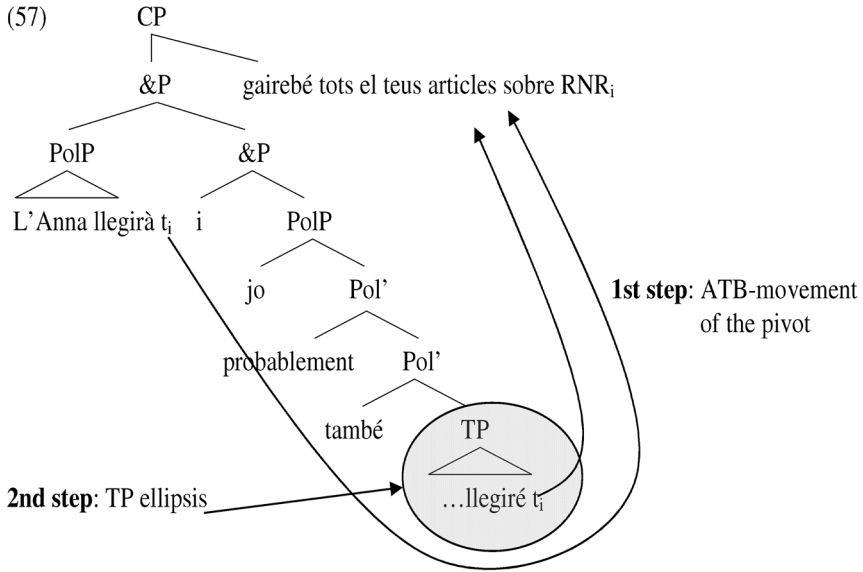 (57)
CP
&P
gairebé tots el teus articles sobre RNRi
PolP
&P
L’Anna llegirà ti
i
PolP
jo
Pol’
1st step: ATB-movement
of the pivot
probablement
Pol’
també
TP
2nd step: TP ellipsis
…llegiré ti